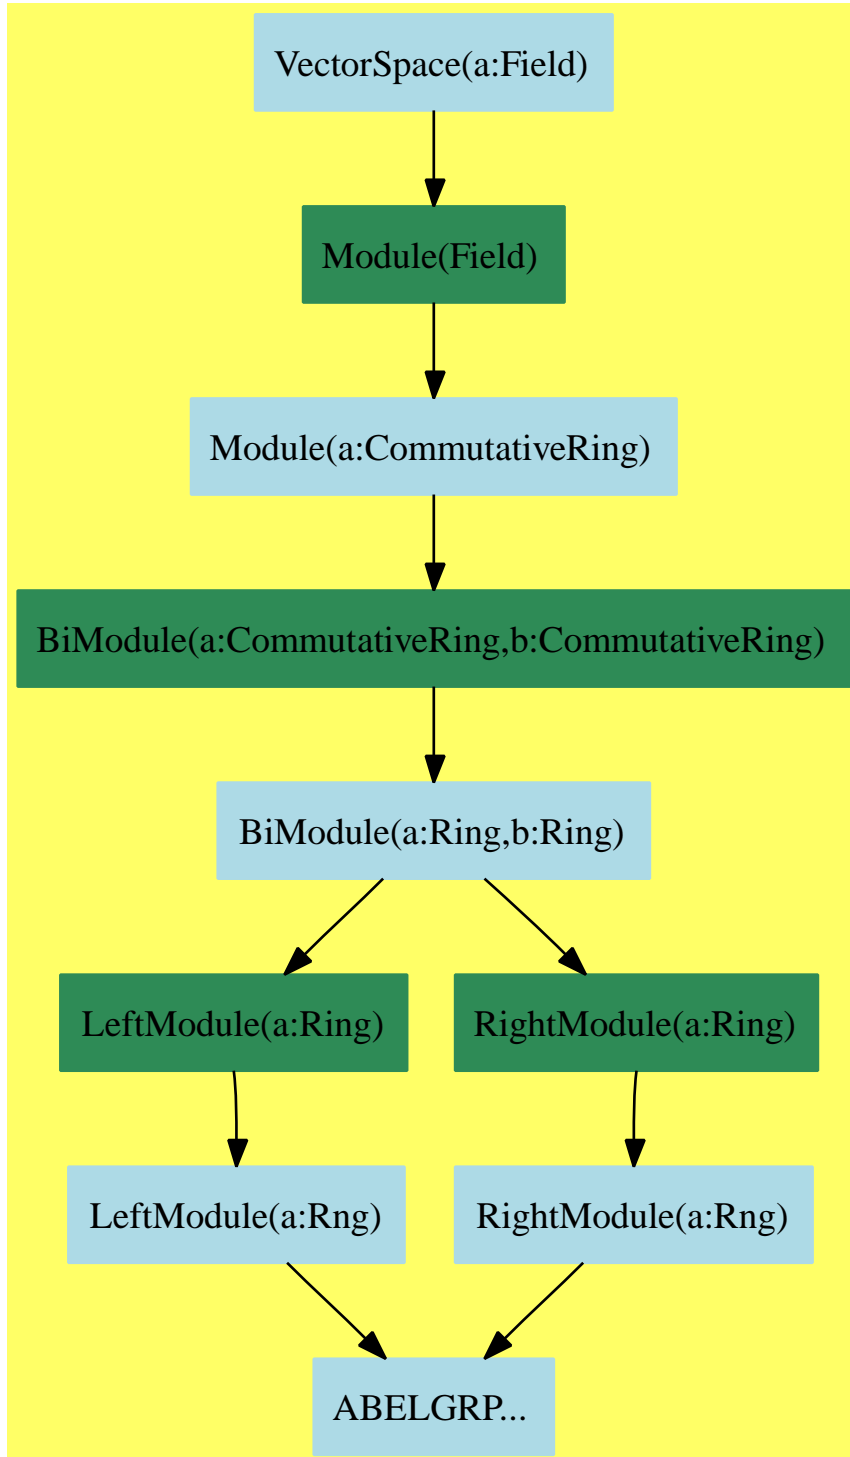 VectorSpace(a:Field)
Module(Field)
Module(a:CommutativeRing)
BiModule(a:CommutativeRing,b:CommutativeRing)
BiModule(a:Ring,b:Ring)
LeftModule(a:Ring)
RightModule(a:Ring)
LeftModule(a:Rng)
RightModule(a:Rng)
ABELGRP...